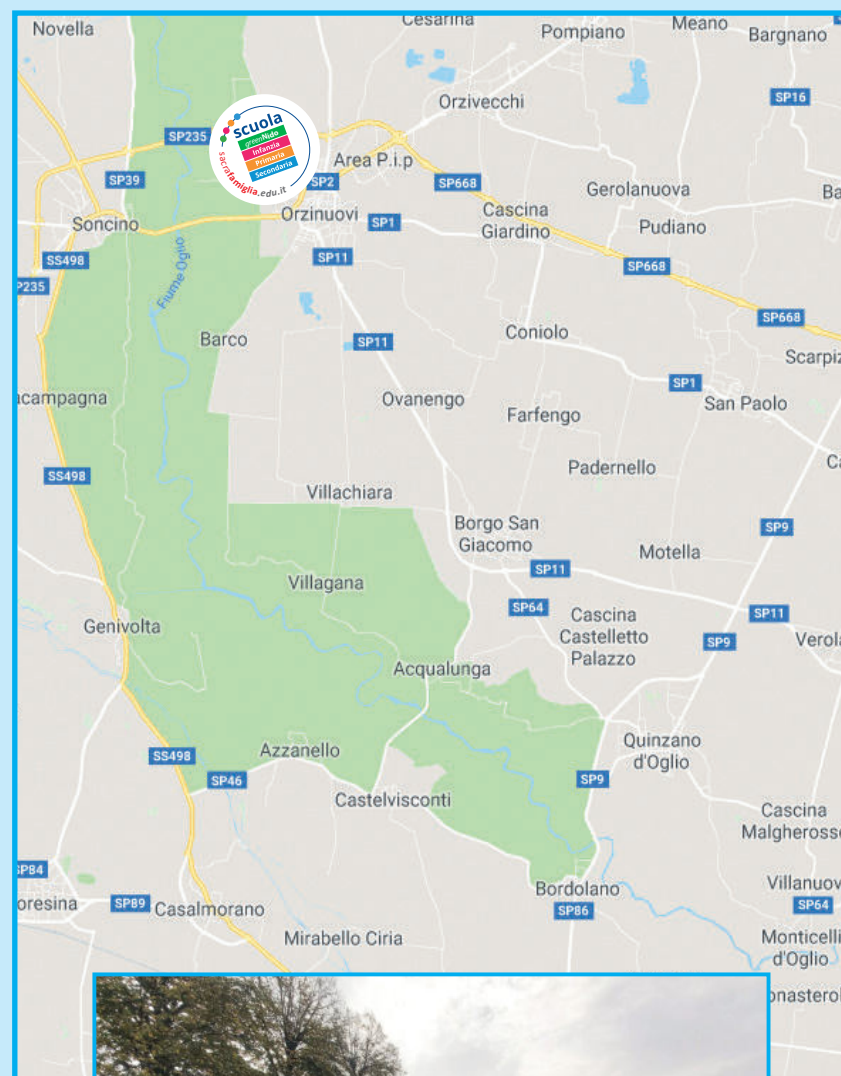 Cesarina
Meano
Novella
Pompiano
Bargnano
SP16
Orzivecchi
scuola
greenNido
Infanzia
Primaria
Secondaria
sacrafamiglia.edu.it
SP235
Area P.i.p
SP39
SP2
SP668
Gerolanuova
Ba
Soncino
Orzinuovi
SP1
Cascina
Giardino
Pudiano
SS498
SP11
SP668
P235
Fiume Oglio
SP668
Barco
SP11
Coniolo
Scarpiz
SP1
acampagna
Ovanengo
Farfengo
San Paolo
Padernello
Ca
SS498
Villachiara
Borgo San
Giacomo
SP9
Motella
SP11
Villagana
SP64
Cascina
Castelletto
Palazzo
SP11
Genivolta
SP9
Verola
Acqualunga
Quinzano
d'Oglio
SS498
Azzanello
SP46
SP9
Castelvisconti
Cascina
Malgherosse
SP84
Villanuov
Bordolano
oresina
SP89
Casalmorano
SP86
SP64
Mirabello Ciria
Monticelli
d'Oglio
onasterol